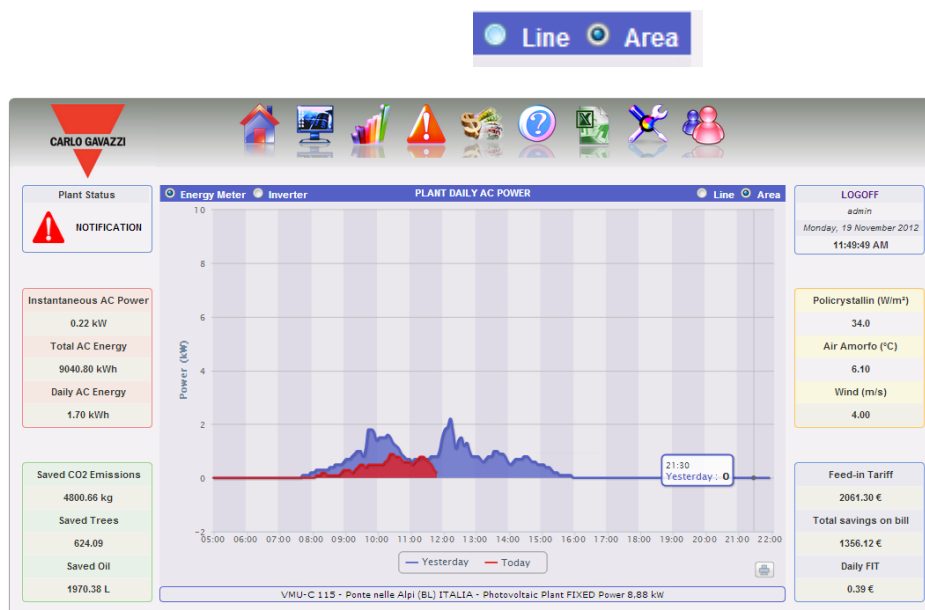 Line Area
CARLO GAVAZZI
Plant Status
NOTIFICATION
Instantaneous AC Power
0.22 kW
Total AC Energy
9040.80 kWh
Daily AC Energy
1.70 kWh
Saved CO2 Emissions
4800.66 kg
Saved Trees
624.09
Saved Oil
1970.38 L
Energy Meter Inverter PLANT DAILY AC POWER Line Area
Power (kW)
10
8
6
4
2
0
-2
05:00 06:00 07:00 08:00 09:00 10:00 11:00 12:00 13:00 14:00 15:00 16:00 17:00 18:00 19:00 20:00 21:00 22:00
21:30
Yesterday : 0
Yesterday Today
VMU-C 115 - Ponte nelle Alpi (BL) ITALIA - Photovoltaic Plant FIXED Power 8.88 kW
LOGOFF
admin
Monday, 19 November 2012
11:49:49 AM
Policrystallin (W/m²)
34.0
Air Amorfo (°C)
6.10
Wind (m/s)
4.00
Feed-in Tariff
2061.30 €
Total savings on bill
1356.12 €
Daily FIT
0.39 €